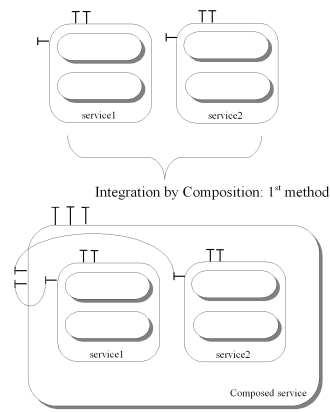 service1
service2
Integration by Composition: 1st method
service1
service2
Composed service